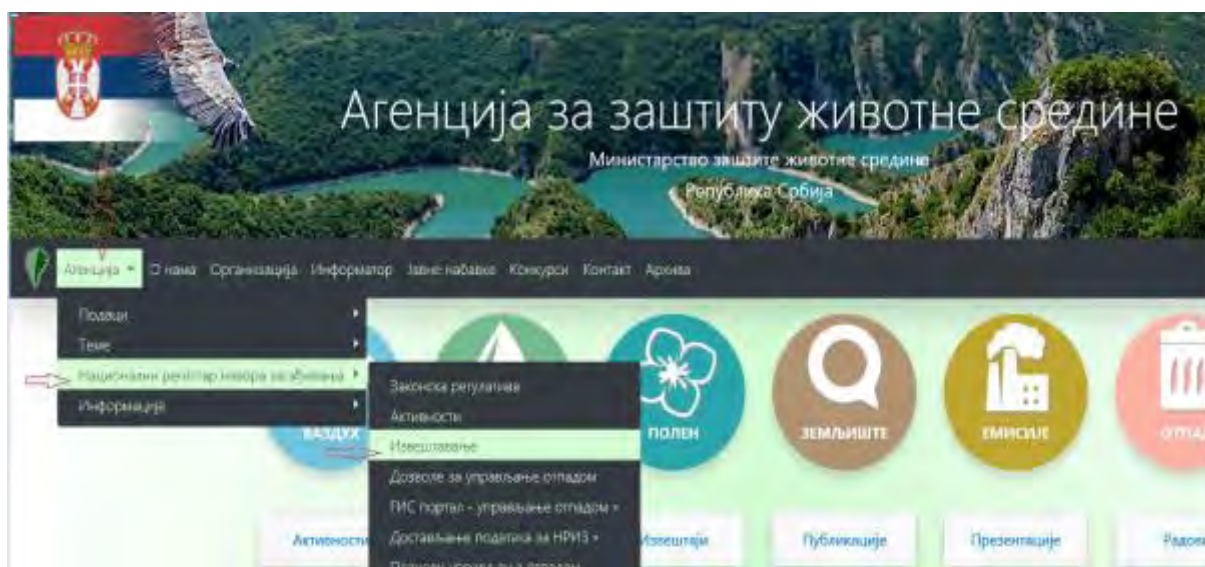 Агенција за заштиту животне средине
Министарство заштите животне средине
Република Србија
Агенција О нама Организација Информатор Јавне набавке Конкурси Контакт Архива
Подаци
Теме
Национални регистар извора загађивања
Информација
Законска регулатива
Активности
Извештавање
Дозволе за управљање отпадом
ГИС портал - управљање отпадом
Достављање података за НРИЗ
ВАЗДУХ
ПОЛЕН
ЗЕМЉИШТЕ
ЕМИСИЈЕ
Активности
Извештаји
Публикације
Презентације